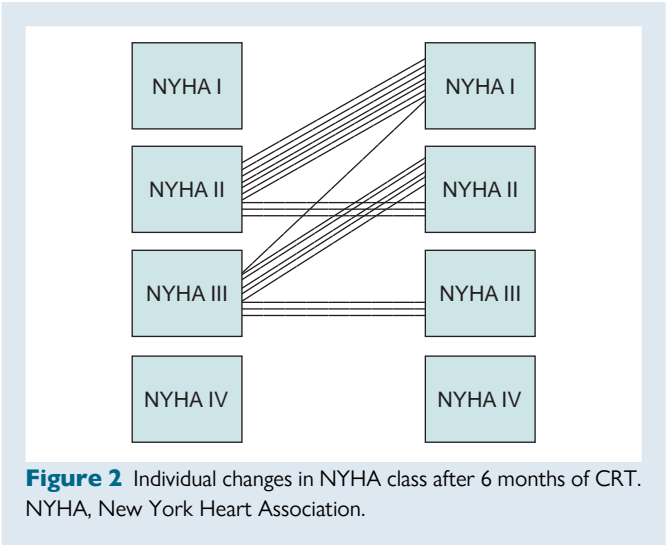 NYHA I NYHA I
NYHA II NYHA II
NYHA III NYHA III
NYHA IV NYHA IV
Figure 2 Individual changes in NYHA class after 6 months of CRT.
NYHA, New York Heart Association.